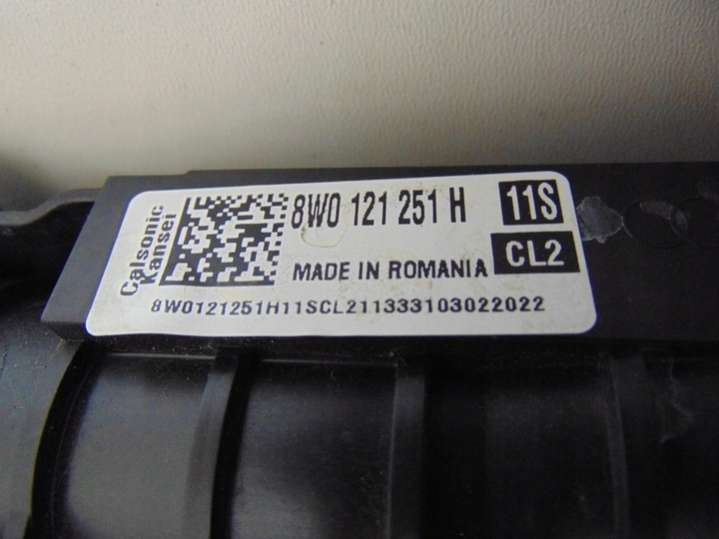 Calsonic
Kansei
8W0 121 251 H
11S
MADE IN ROMANIA
CL2
8W0121251H11SCL211333103022022